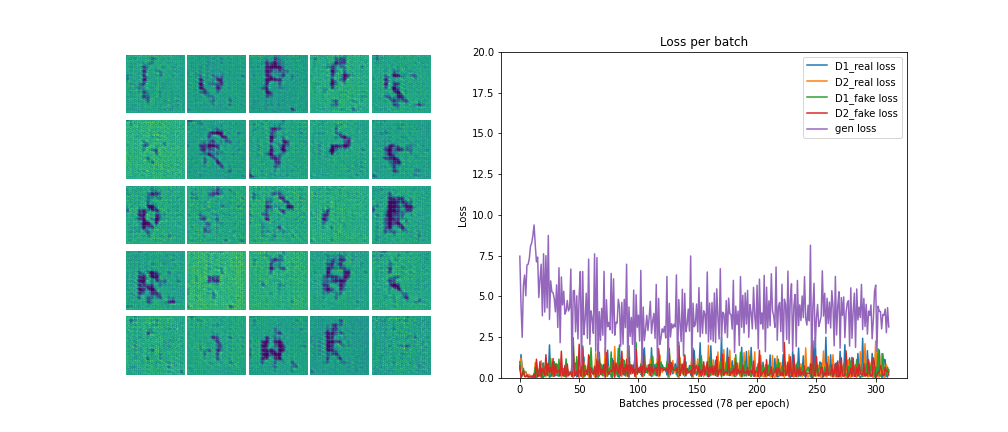 Loss per batch
20.0
17.5
15.0
12.5
10.0
7.5
5.0
2.5
0.0
Loss
D1_real loss
D2_real loss
D1_fake loss
D2_fake loss
gen loss
0 50 100 150 200 250 300
Batches processed (78 per epoch)